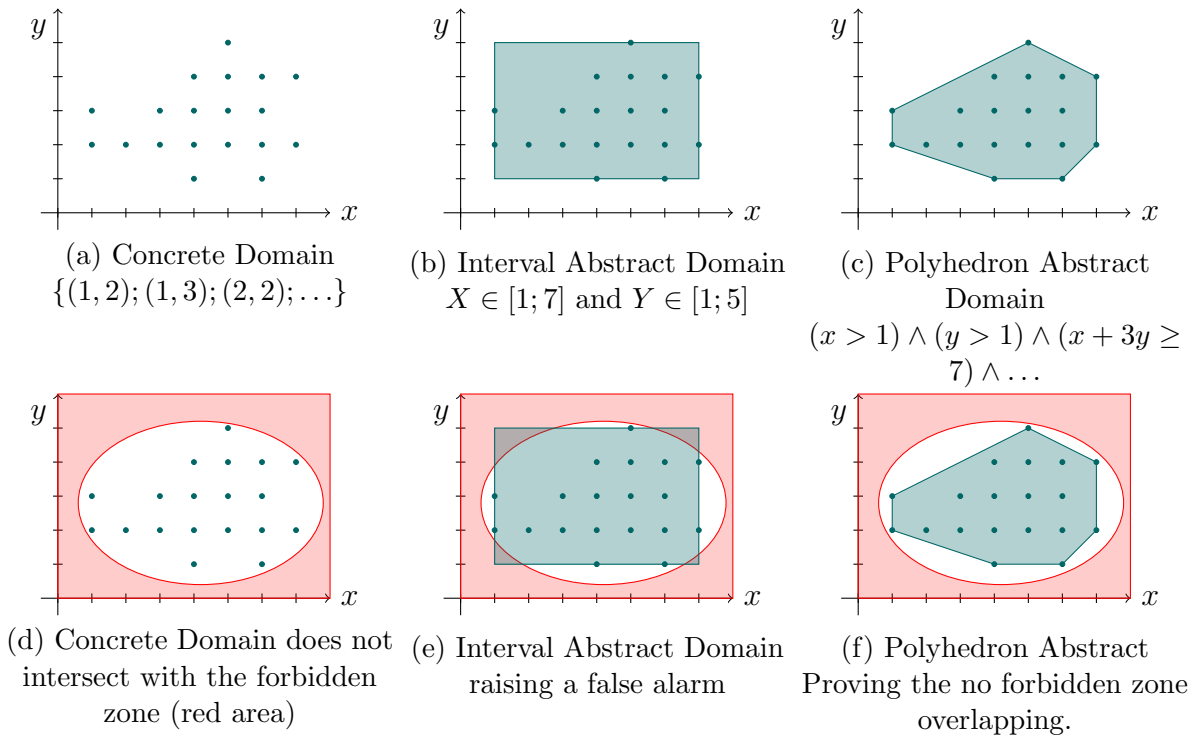 y
x
(a) Concrete Domain
{(1, 2); (1, 3); (2, 2); . . .}
y
x
(b) Interval Abstract Domain
X ∈ [1; 7] and Y ∈ [1; 5]
y
x
(c) Polyhedron Abstract
Domain
(x > 1) ∧ (y > 1) ∧ (x + 3y ≥
7) ∧ . . .
y
x
(d) Concrete Domain does not
intersect with the forbidden
zone (red area)
y
x
(e) Interval Abstract Domain
raising a false alarm
y
x
(f) Polyhedron Abstract
Proving the no forbidden zone
overlapping.